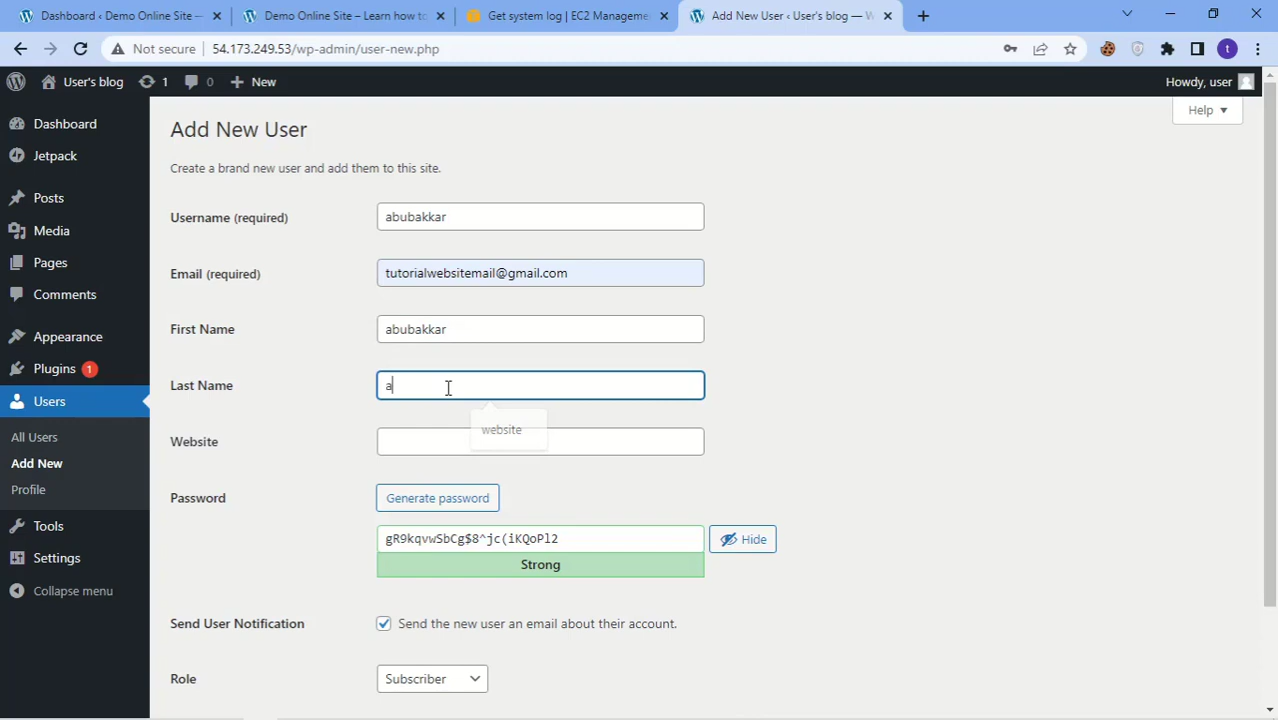 Dashboard ‹ Demo Online Site —
Demo Online Site – Learn how to
Get system log | EC2 Manageme
Add New User ‹ User's blog — W
Not secure 54.173.249.53/wp-admin/user-new.php
t
User's blog 1 0 New
Howdy, user
Help
Dashboard
Jetpack
Posts
Media
Pages
Comments
Appearance
Plugins 1
Users
All Users
Add New
Profile
Tools
Settings
Collapse menu
Add New User
Create a brand new user and add them to this site.
Username (required) abubakkar
Email (required) tutorialwebsitemail@gmail.com
First Name abubakkar
Last Name a
website
Website
Password Generate password
gR9kqvwSbCg$8^jc(iKQoPl2 Hide
Strong
Send User Notification Send the new user an email about their account.
Role Subscriber